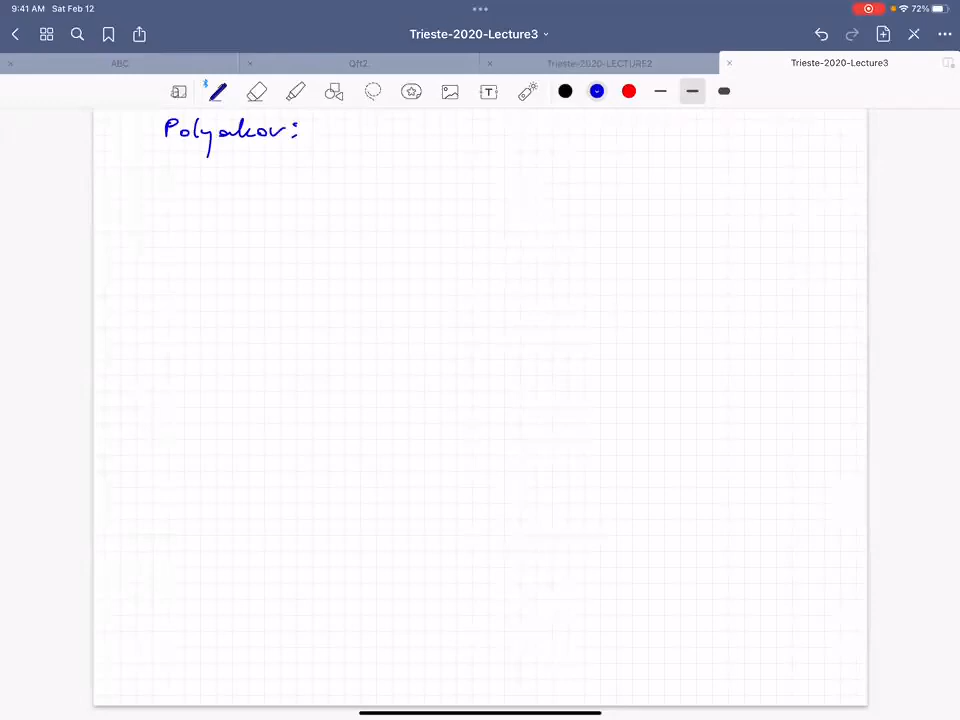 9:41 AM Sat Feb 12
72%
Trieste-2020-Lecture3
ABC
Qft2
Trieste-2020-LECTURE2
Trieste-2020-Lecture3
T
Polyakov: